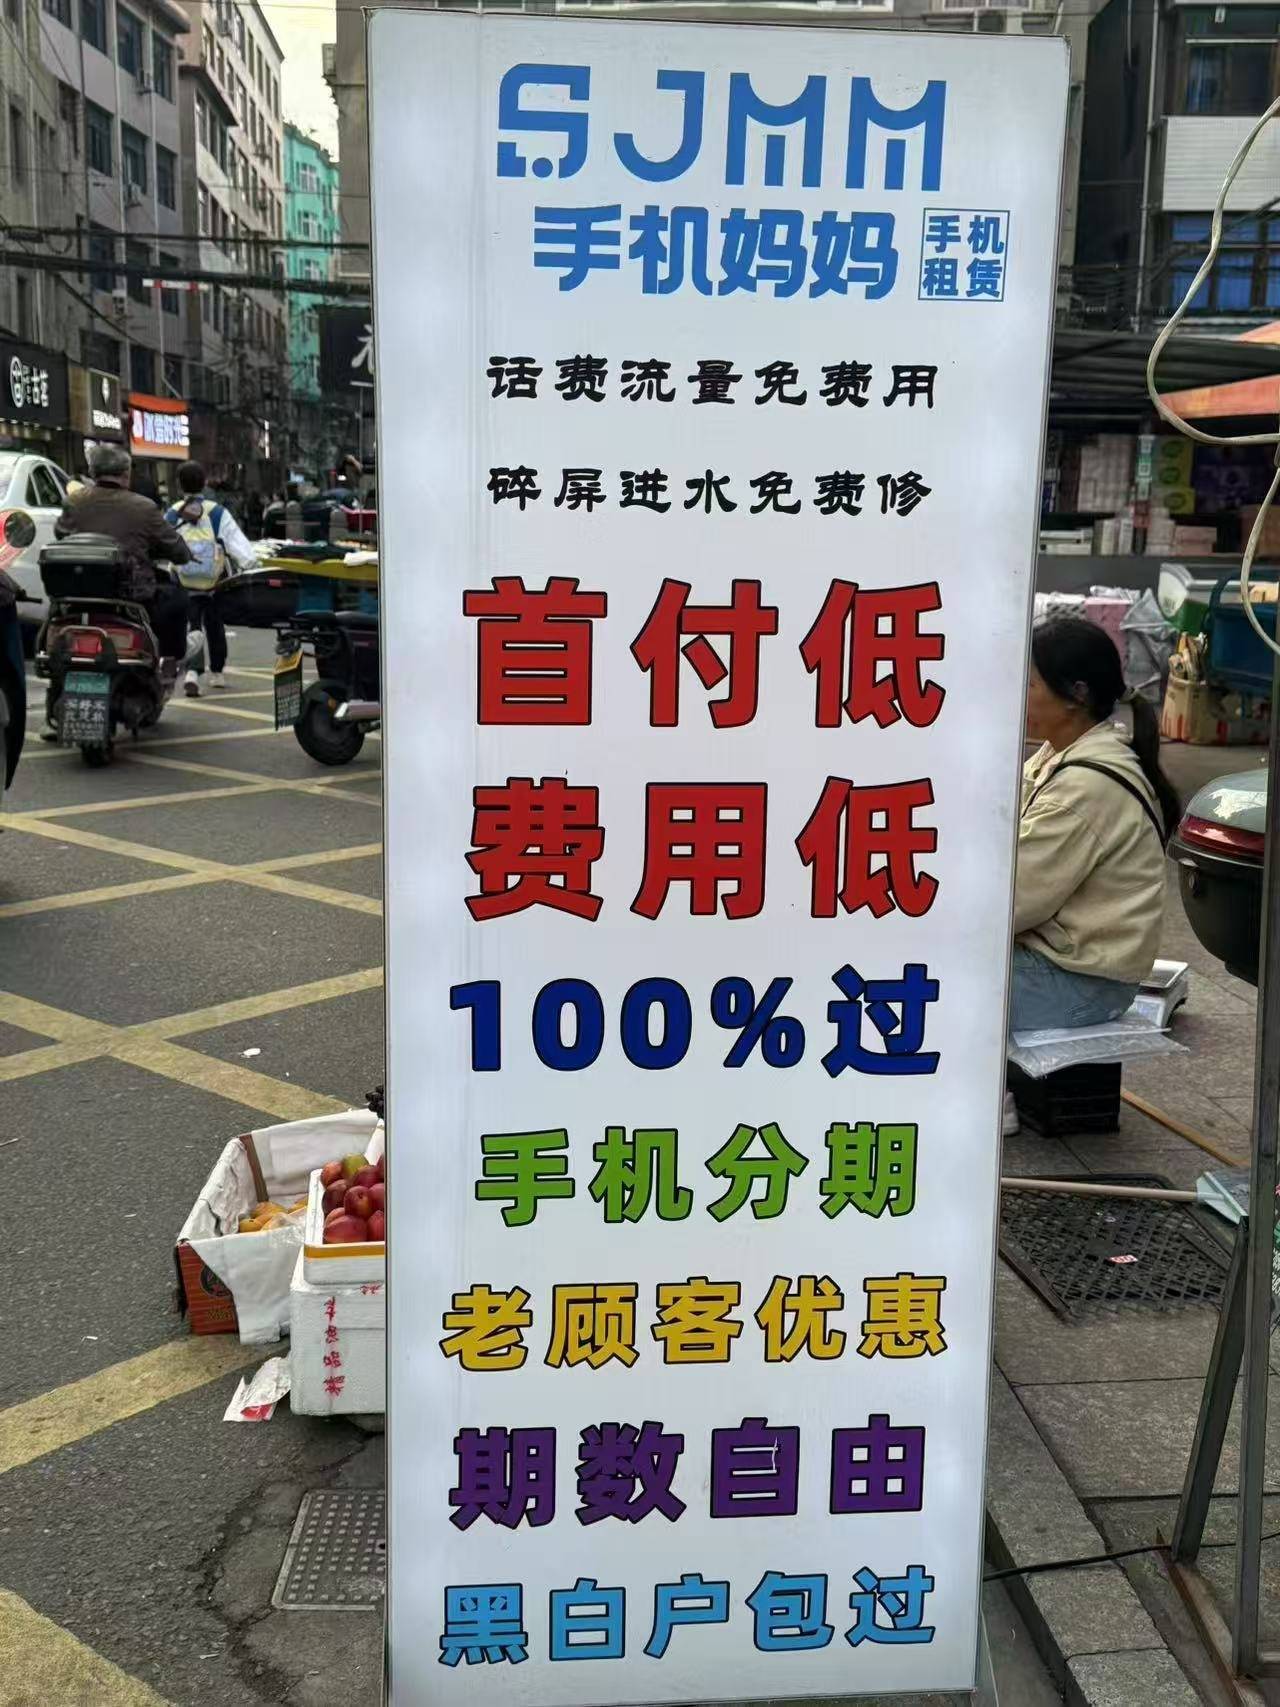 SJMM
手机妈妈
手机
租赁
话费流量免费用
碎屏进水免费修
首付低
费用低
100%过
手机分期
老顾客优惠
期数自由
黑白户包过